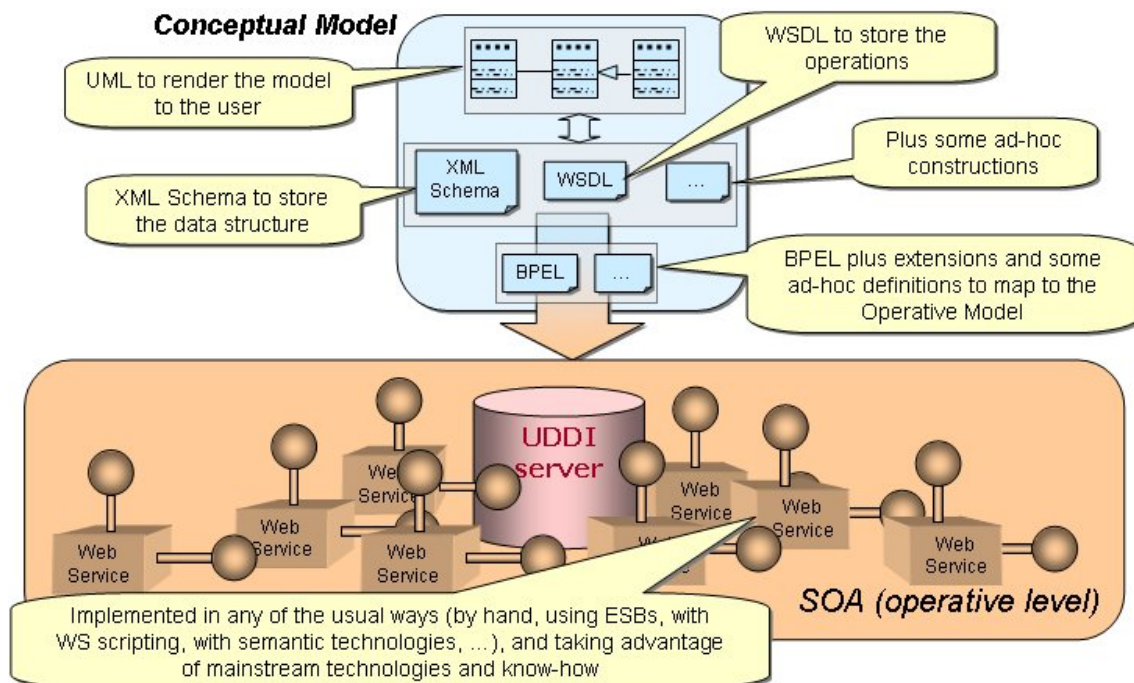 Conceptual Model
WSDL to store the
operations
UML to render the model
to the user
Plus some ad-hoc
constructions
XML
Schema
WSDL
...
XML Schema to store
the data structure
BPEL
...
BPEL plus extensions and some
ad-hoc definitions to map to the
Operative Model
UDDI
server
Web
Service
Web
Service
Web
Service
Web
Service
Web
Service
Web
Service
Web
Service
Web
SOA (operative level)
Implemented in any of the usual ways (by hand, using ESBs, with
WS scripting, with semantic technologies, ...), and taking advantage
of mainstream technologies and know-how